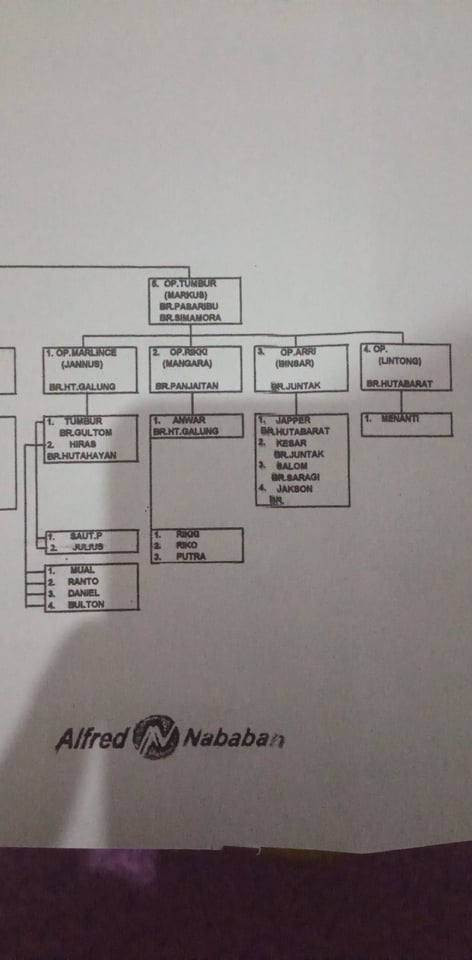 5. OP.TUMBUR
(MARKUS)
BR.PASARIBU
BR.SIMAMORA
1. OP.MARLINCE
(JANNUS)
BR.HT.GALUNG
2. OP.RIKKI
(MANGARA)
BR.PANJAITAN
3. OP.ARRI
(BINSAR)
BR.JUNTAK
4. OP.
(LINTONG)
BR.HUTABARAT
1. TUMBUR
BR.GULTOM
2. HIRAS
BR.HUTAHAYAN
1. ANWAR
BR.HT.GALUNG
1. JAPPER
BR.HUTABARAT
2. KESAR
BR.JUNTAK
3. SALOM
BR.SARAGI
4. JAKSON
BR.
1. MENANTI
1. SAUT.P
2. JULIUS
1. RIKKI
2. RIKO
3. PUTRA
1. MUAL
2. RANTO
3. DANIEL
4. BULTON
Alfred N Nababan